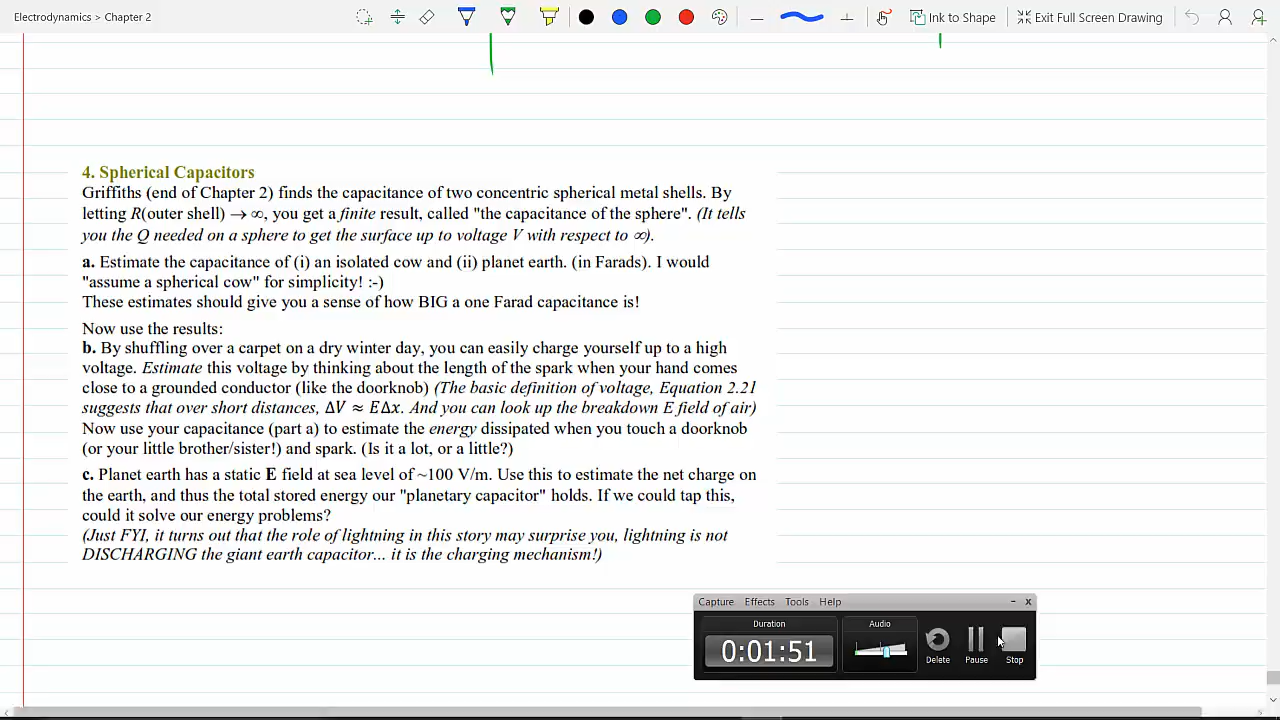 Electrodynamics > Chapter 2
Ink to Shape
Exit Full Screen Drawing
4. Spherical Capacitors
Griffiths (end of Chapter 2) finds the capacitance of two concentric spherical metal shells. By
letting R(outer shell) → ∞, you get a finite result, called "the capacitance of the sphere". (It tells
you the Q needed on a sphere to get the surface up to voltage V with respect to ∞).
a. Estimate the capacitance of (i) an isolated cow and (ii) planet earth. (in Farads). I would
"assume a spherical cow" for simplicity! :-)
These estimates should give you a sense of how BIG a one Farad capacitance is!
Now use the results:
b. By shuffling over a carpet on a dry winter day, you can easily charge yourself up to a high
voltage. Estimate this voltage by thinking about the length of the spark when your hand comes
close to a grounded conductor (like the doorknob) (The basic definition of voltage, Equation 2.21
suggests that over short distances, ΔV ≈ EΔx. And you can look up the breakdown E field of air)
Now use your capacitance (part a) to estimate the energy dissipated when you touch a doorknob
(or your little brother/sister!) and spark. (Is it a lot, or a little?)
c. Planet earth has a static E field at sea level of ~100 V/m. Use this to estimate the net charge on
the earth, and thus the total stored energy our "planetary capacitor" holds. If we could tap this,
could it solve our energy problems?
(Just FYI, it turns out that the role of lightning in this story may surprise you, lightning is not
DISCHARGING the giant earth capacitor... it is the charging mechanism!)
Capture Effects Tools Help
Duration
Audio
0:01:51
Delete
Pause
Stop